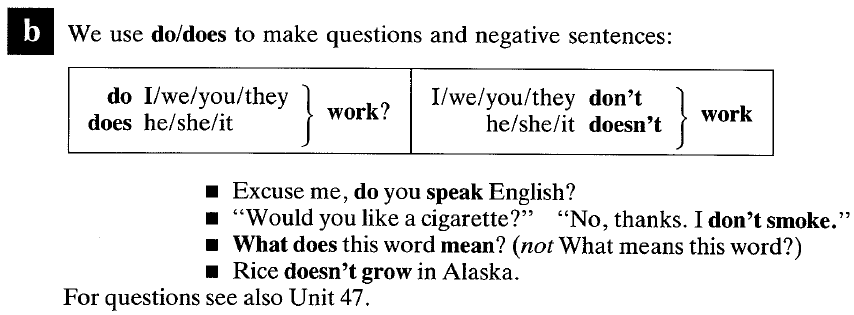 b We use do/does to make questions and negative sentences:
do I/we/you/they
does he/she/it
work?
I/we/you/they don't
he/she/it doesn't
work
■ Excuse me, do you speak English?
■ “Would you like a cigarette?” “No, thanks. I don't smoke.”
■ What does this word mean? (not What means this word?)
■ Rice doesn't grow in Alaska.
For questions see also Unit 47.